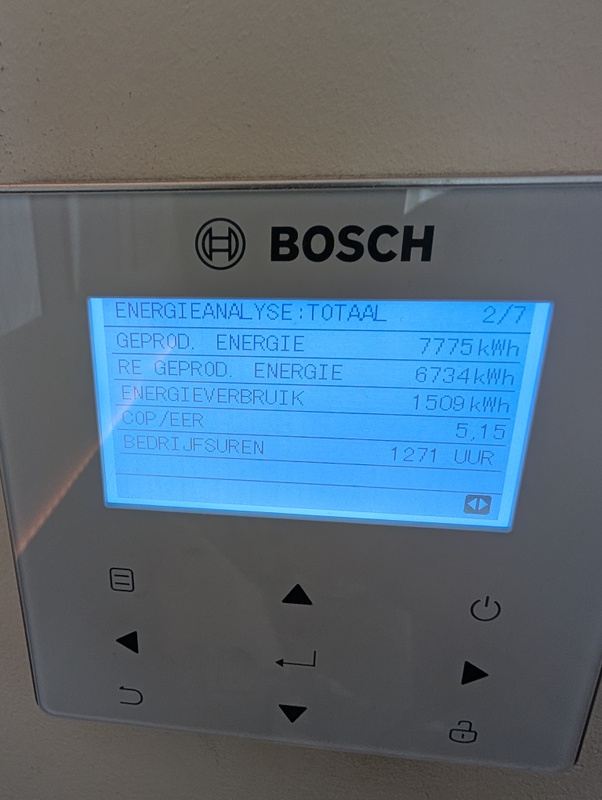 BOSCH
ENERGIEANALYSE:TOTAAL 2/7
GEPROD. ENERGIE 7775kWh
RE GEPROD. ENERGIE 6734kWh
ENERGIEVERBRUIK 1509kWh
COP/EER 5,15
BEDRIJFSUREN 1271 UUR